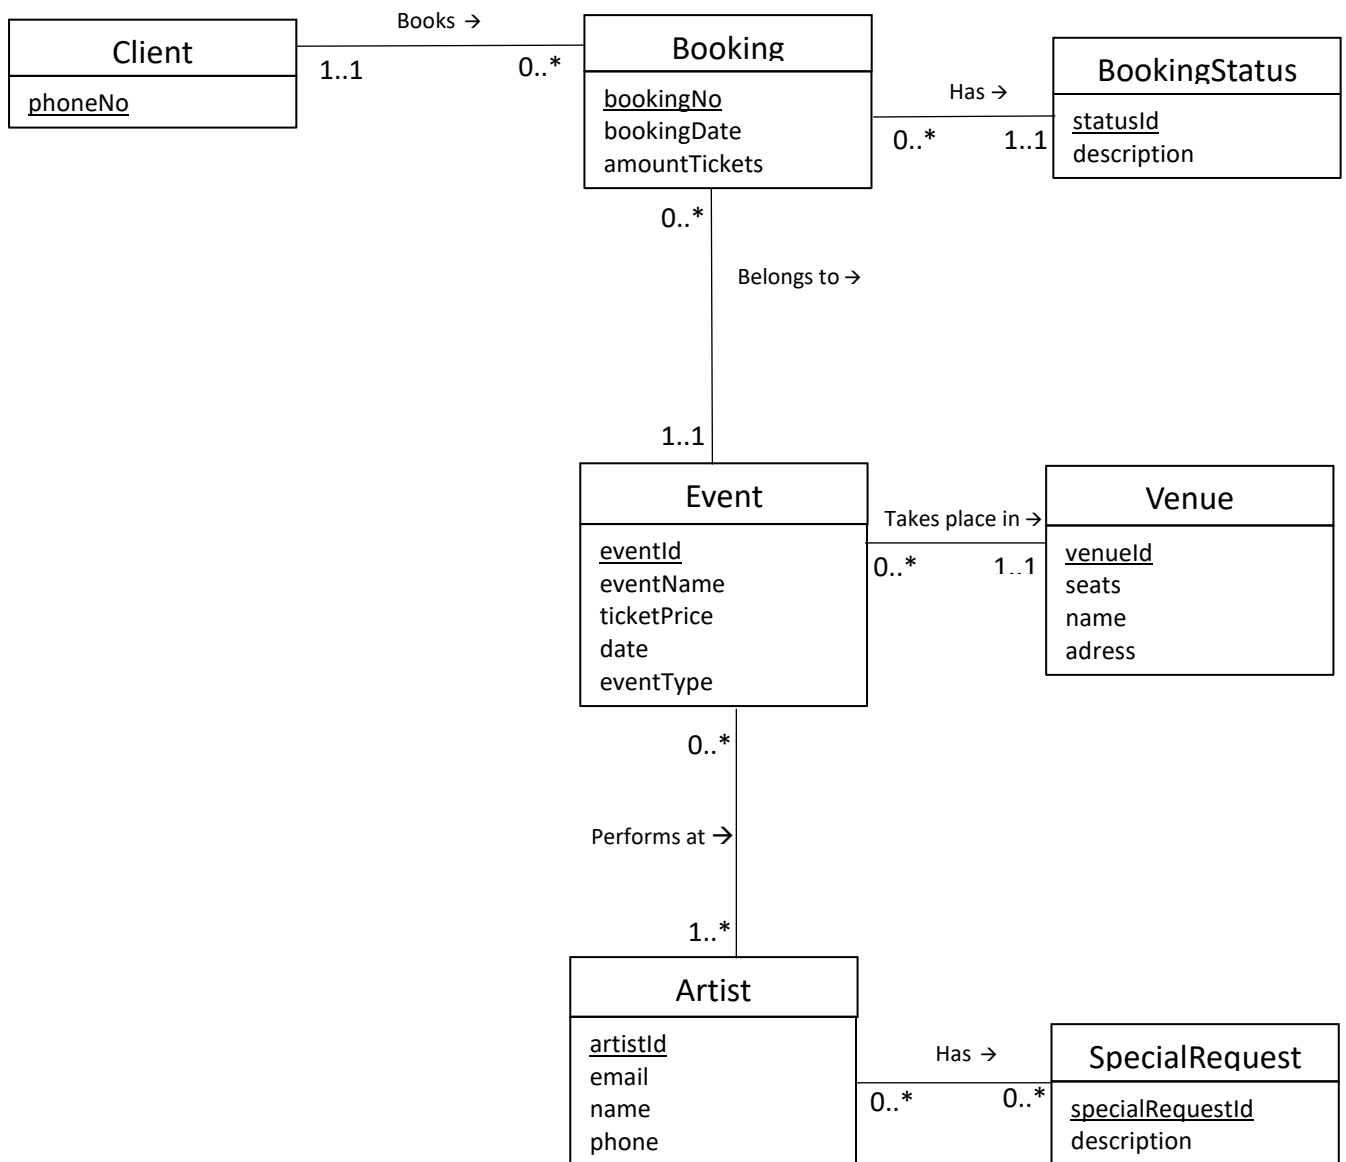 Books →
Client
1..1
0..*
phoneNo
Booking
bookingNo
bookingDate
amountTickets
Has →
0..*
1..1
BookingStatus
statusId
description
0..*
Belongs to →
1..1
Event
eventId
eventName
ticketPrice
date
eventType
Takes place in →
0..*
1..1
Venue
venueId
seats
name
adress
0..*
Performs at →
1..*
Artist
artistId
email
name
phone
Has →
0..*
0..*
SpecialRequest
specialRequestId
description